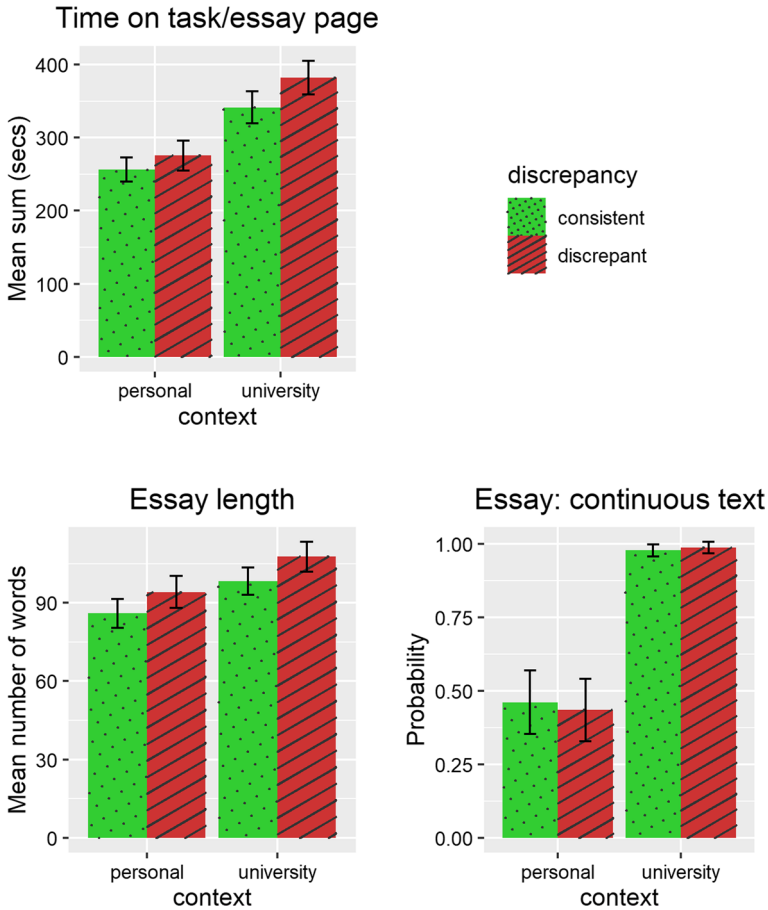 Time on task/essay page
Mean sum (secs)
400
300
200
100
0
personal
university
context
discrepancy
consistent
discrepant
Essay length
Mean number of words
90
60
30
0
personal
university
context
Essay: continuous text
Probability
1.00
0.75
0.50
0.25
0.00
personal
university
context